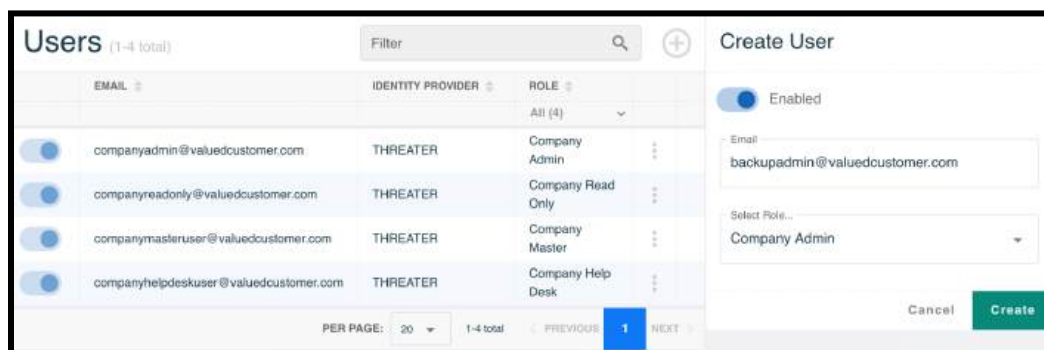 Users (1-4 total)
Filter
EMAIL IDENTITY PROVIDER ROLE
All (4)
companyadmin@valuedcustomer.com THREATER Company Admin
companyreadonly@valuedcustomer.com THREATER Company Read Only
companymasteruser@valuedcustomer.com THREATER Company Master
companyhelpdeskuser@valuedcustomer.com THREATER Company Help Desk
PER PAGE: 20 1-4 total PREVIOUS 1 NEXT
Create User
Enabled
Email
backupadmin@valuedcustomer.com
Select Role...
Company Admin
Cancel Create